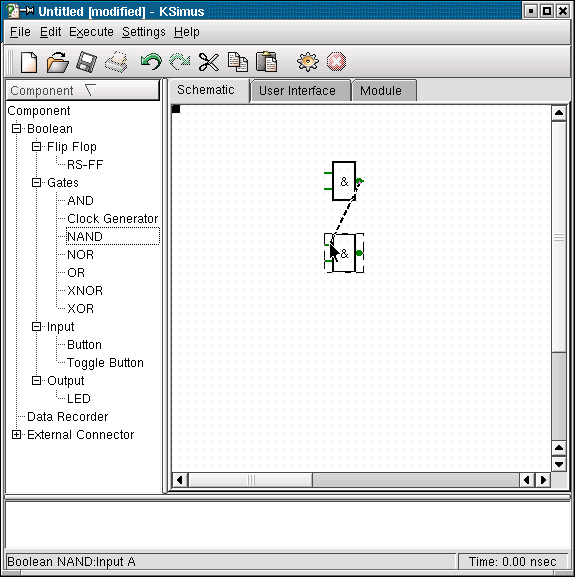 Untitled [modified] - KSimus
File Edit Execute Settings Help
Component
Schematic User Interface Module
Component
Boolean
Flip Flop
RS-FF
Gates
AND
Clock Generator
NAND
NOR
OR
XNOR
XOR
Input
Button
Toggle Button
Output
LED
Data Recorder
External Connector
&
&
Boolean NAND:Input A Time: 0.00 nsec